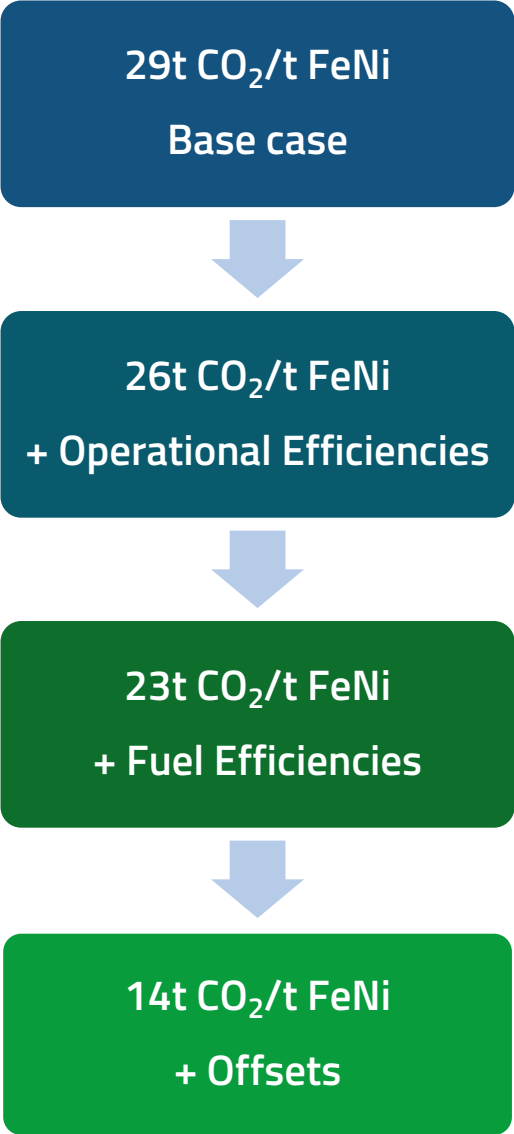 29t CO₂/t FeNi
Base case
26t CO₂/t FeNi
+ Operational Efficiencies
23t CO₂/t FeNi
+ Fuel Efficiencies
14t CO₂/t FeNi
+ Offsets